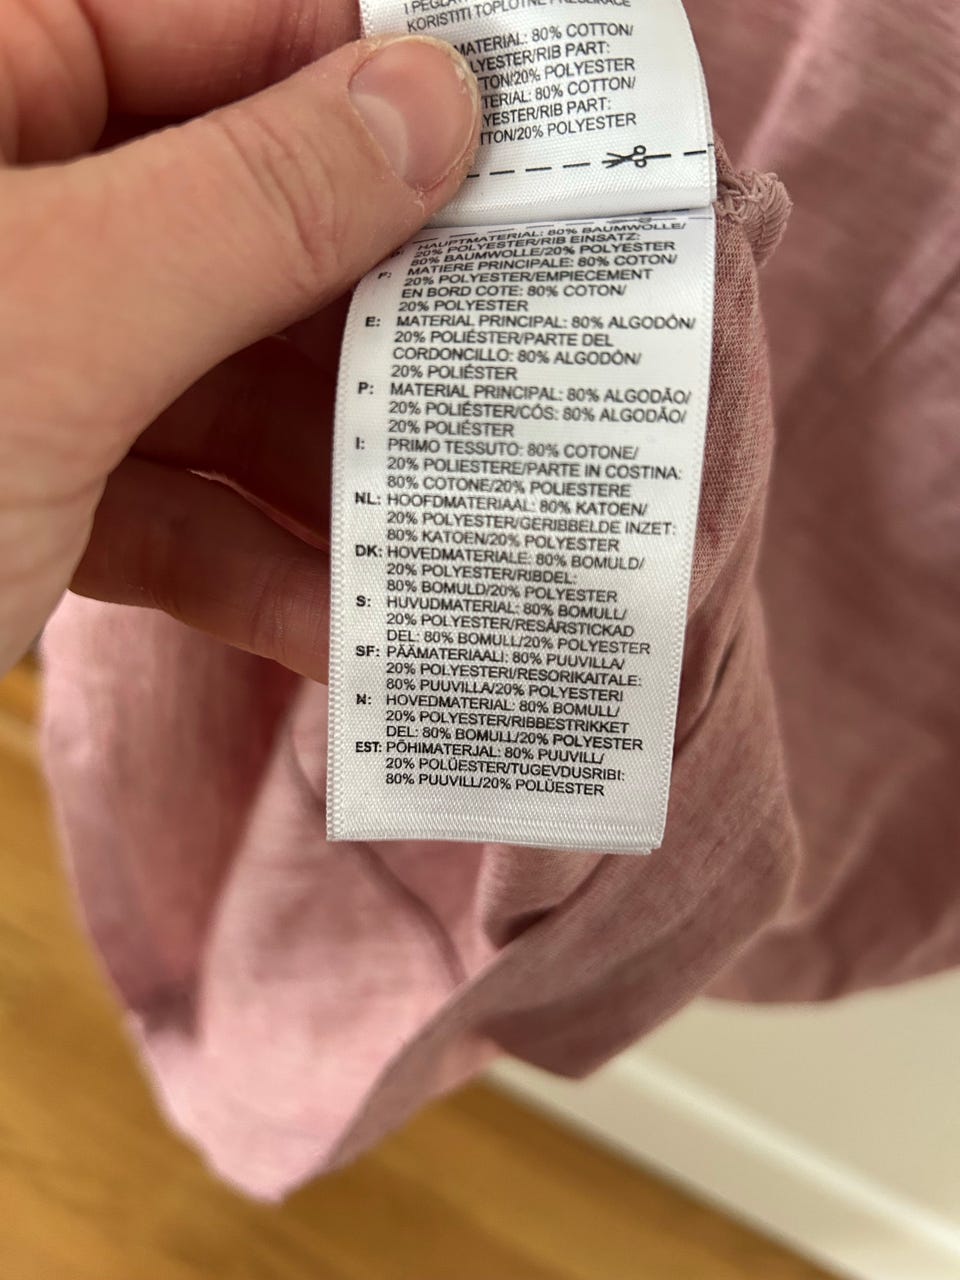 KORISTITI TOPLOTNE
MATERIAL: 80% COTTON/
LYESTER/RIB PART:
TON/20% POLYESTER
TERIAL: 80% COTTON/
YESTER/RIB PART:
TTON/20% POLYESTER
HAUPTMATERIAL: 80% BAUMWOLLE/
20% POLYESTER/RIB EINSATZ:
80% BAUMWOLLE/20% POLYESTER
F: MATIERE PRINCIPALE: 80% COTON/
20% POLYESTER/EMPIECEMENT
EN BORD COTE: 80% COTON/
20% POLYESTER
E: MATERIAL PRINCIPAL: 80% ALGODÓN/
20% POLIÉSTER/PARTE DEL
CORDONCILLO: 80% ALGODÓN/
20% POLIÉSTER
P: MATERIAL PRINCIPAL: 80% ALGODÃO/
20% POLIÉSTER/CÓS: 80% ALGODÃO/
20% POLIÉSTER
I: PRIMO TESSUTO: 80% COTONE/
20% POLIESTERE/PARTE IN COSTINA:
80% COTONE/20% POLIESTERE
NL: HOOFDMATERIAAL: 80% KATOEN/
20% POLYESTER/GERIBBELDE INZET:
80% KATOEN/20% POLYESTER
DK: HOVEDMATERIALE: 80% BOMULD/
20% POLYESTER/RIBDEL:
80% BOMULD/20% POLYESTER
S: HUVUDMATERIAL: 80% BOMULL/
20% POLYESTER/RESÅRSTICKAD
DEL: 80% BOMULL/20% POLYESTER
SF: PÄÄMATERIAALI: 80% PUUVILLA/
20% POLYESTERI/RESORIKAITALE:
80% PUUVILLA/20% POLYESTERI
N: HOVEDMATERIAL: 80% BOMULL/
20% POLYESTER/RIBBESTRIKKET
DEL: 80% BOMULL/20% POLYESTER
EST: PÕHIMATERJAL: 80% PUUVILL/
20% POLÜESTER/TUGEVDUSRIBI:
80% PUUVILL/20% POLÜESTER